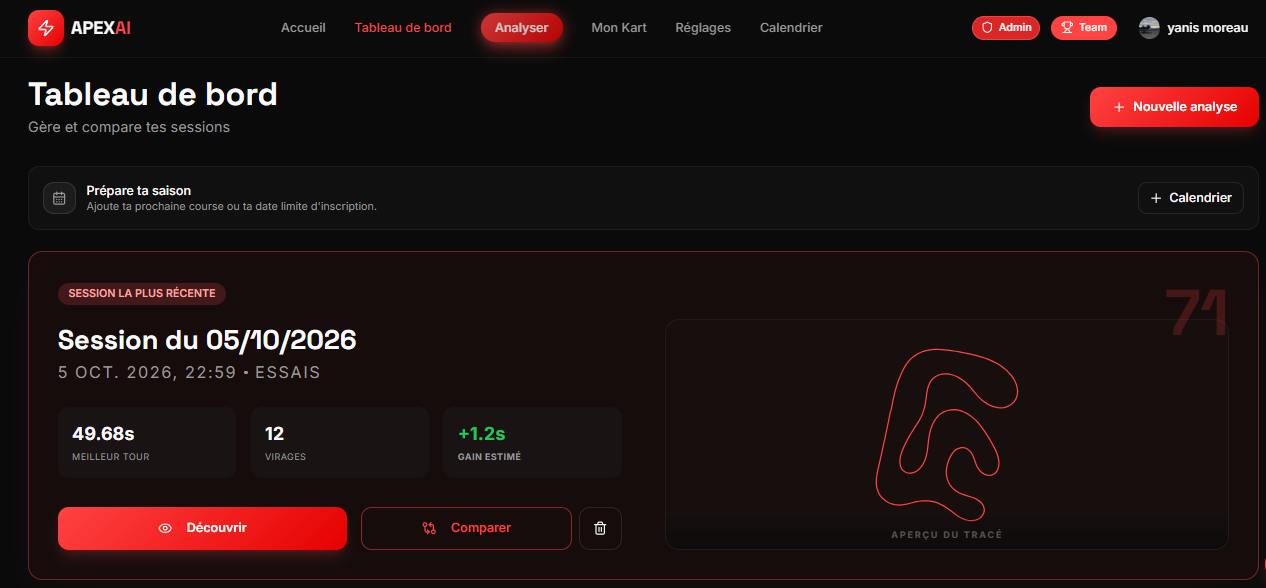 APEXAI
Accueil
Tableau de bord
Analyser
Mon Kart
Réglages
Calendrier
Admin
Team
yanis moreau
Tableau de bord
Gère et compare tes sessions
+ Nouvelle analyse
Prépare ta saison
Ajoute ta prochaine course ou ta date limite d'inscription.
+ Calendrier
SESSION LA PLUS RÉCENTE
71
Session du 05/10/2026
5 OCT. 2026, 22:59 • ESSAIS
49.68s
MEILLEUR TOUR
12
VIRAGES
+1.2s
GAIN ESTIMÉ
Découvrir
Comparer
APERÇU DU TRACÉ